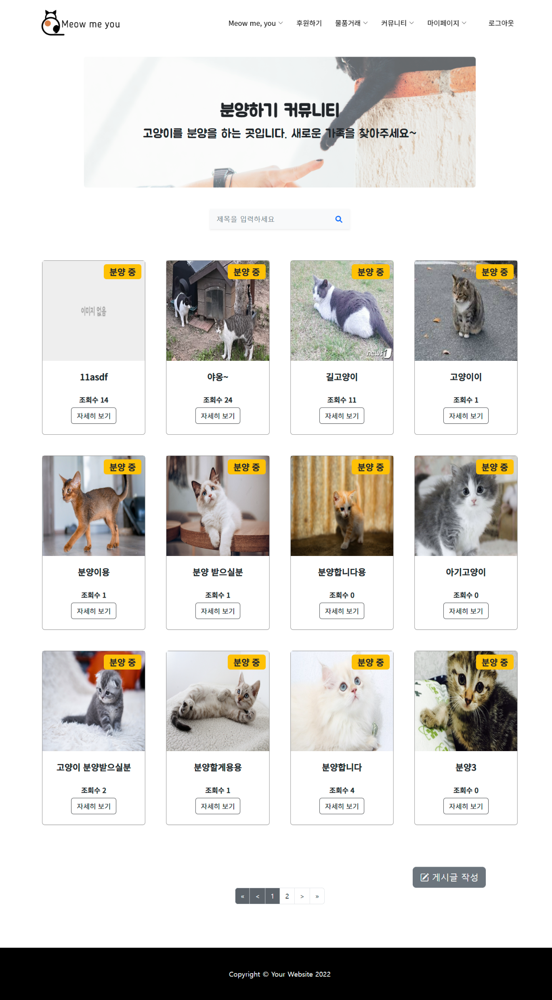 Meow me you
Meow me, you
후원하기
물품거래
커뮤니티
마이페이지
로그아웃
분양하기 커뮤니티
고양이를 분양을 하는 곳입니다. 새로운 가족을 찾아주세요~
제목을 입력하세요
분양 중
분양 중
분양 중
분양 중
이미지 없음
news1
11asdf
야옹~
길고양이
고양이이
조회수 14
조회수 24
조회수 11
조회수 1
자세히 보기
자세히 보기
자세히 보기
자세히 보기
분양 중
분양 중
분양 중
분양 중
분양이용
분양 받으실분
분양합니다용
아기고양이
조회수 1
조회수 1
조회수 0
조회수 0
자세히 보기
자세히 보기
자세히 보기
자세히 보기
분양 중
분양 중
분양 중
분양 중
고양이 분양받으실분
분양할게용용
분양합니다
분양3
조회수 2
조회수 1
조회수 4
조회수 0
자세히 보기
자세히 보기
자세히 보기
자세히 보기
게시글 작성
« < 1 2 > »
Copyright © Your Website 2022